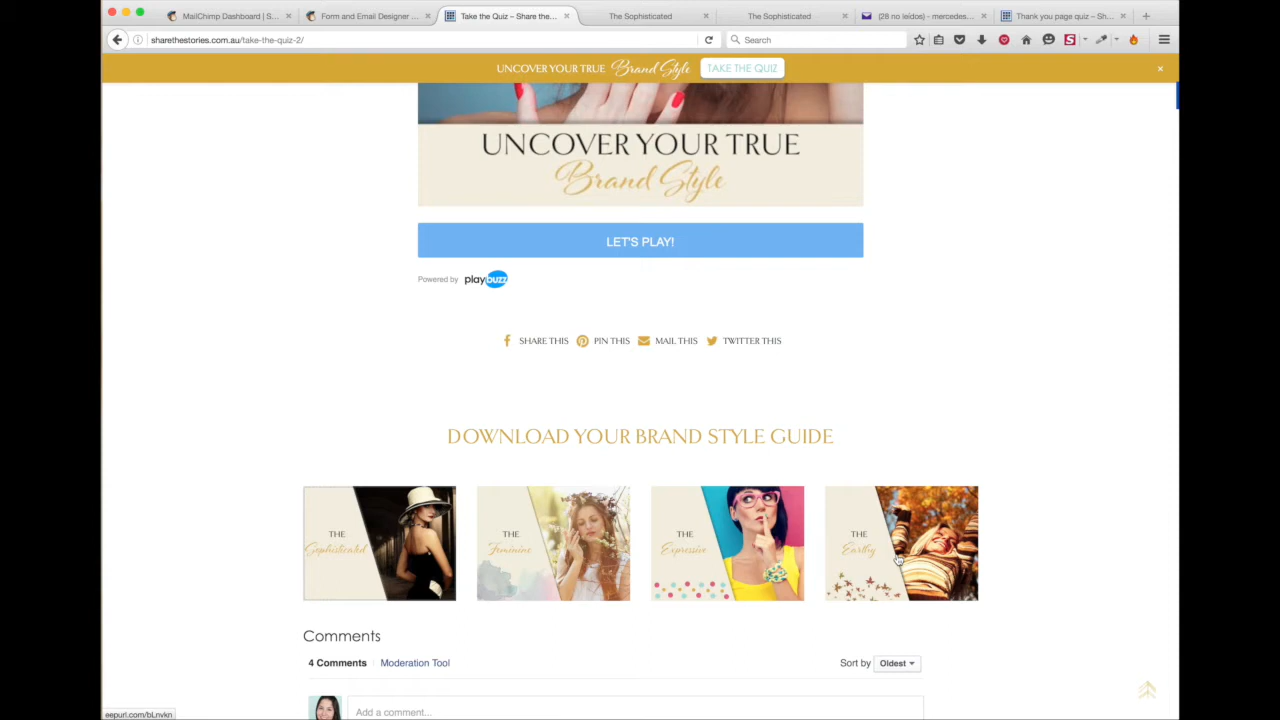 MailChimp Dashboard | S...
Form and Email Designer ...
Take the Quiz – Share the...
The Sophisticated
The Sophisticated
(28 no leídos) - mercedes...
Thank you page quiz – Sh...
sharethestories.com.au/take-the-quiz-2/
Search
UNCOVER YOUR TRUE Brand Style TAKE THE QUIZ
UNCOVER YOUR TRUE
Brand Style
LET'S PLAY!
Powered by playbuzz
SHARE THIS PIN THIS MAIL THIS TWITTER THIS
DOWNLOAD YOUR BRAND STYLE GUIDE
THE
Sophisticated
THE
Feminine
THE
Expressive
THE
Earthy
Comments
4 Comments Moderation Tool
Sort by Oldest
Add a comment...
eepurl.com/bLnvkn